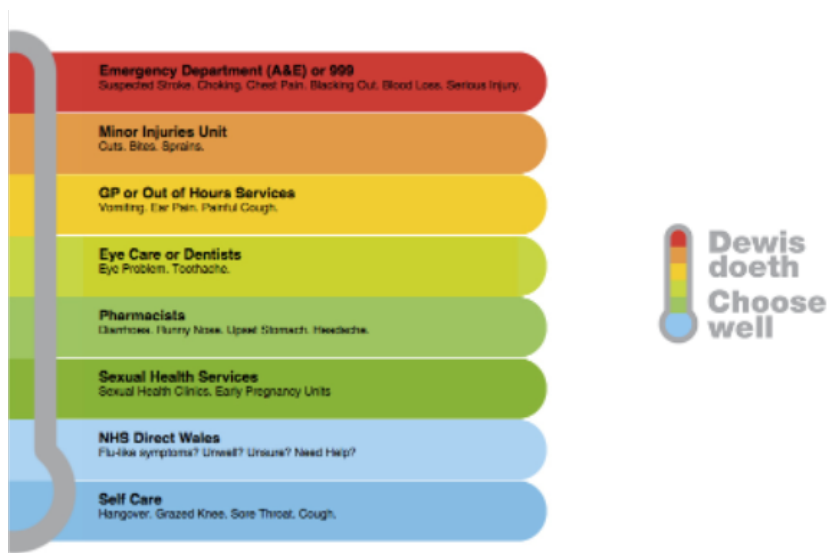 Emergency Department (A&E) or 999
Suspected Stroke. Choking. Chest Pain. Blacking Out. Blood Loss. Serious Injury.
Minor Injuries Unit
Cuts. Bites. Sprains.
GP or Out of Hours Services
Vomiting. Ear Pain. Painful Cough.
Eye Care or Dentists
Eye Problem. Toothache.
Pharmacists
Diarrhoea. Runny Nose. Upset Stomach. Headache.
Sexual Health Services
Sexual Health Clinics. Early Pregnancy Units
NHS Direct Wales
Flu-like symptoms? Unwell? Unsure? Need Help?
Self Care
Hangover. Grazed Knee. Sore Throat. Cough.
Dewis
doeth
Choose
well